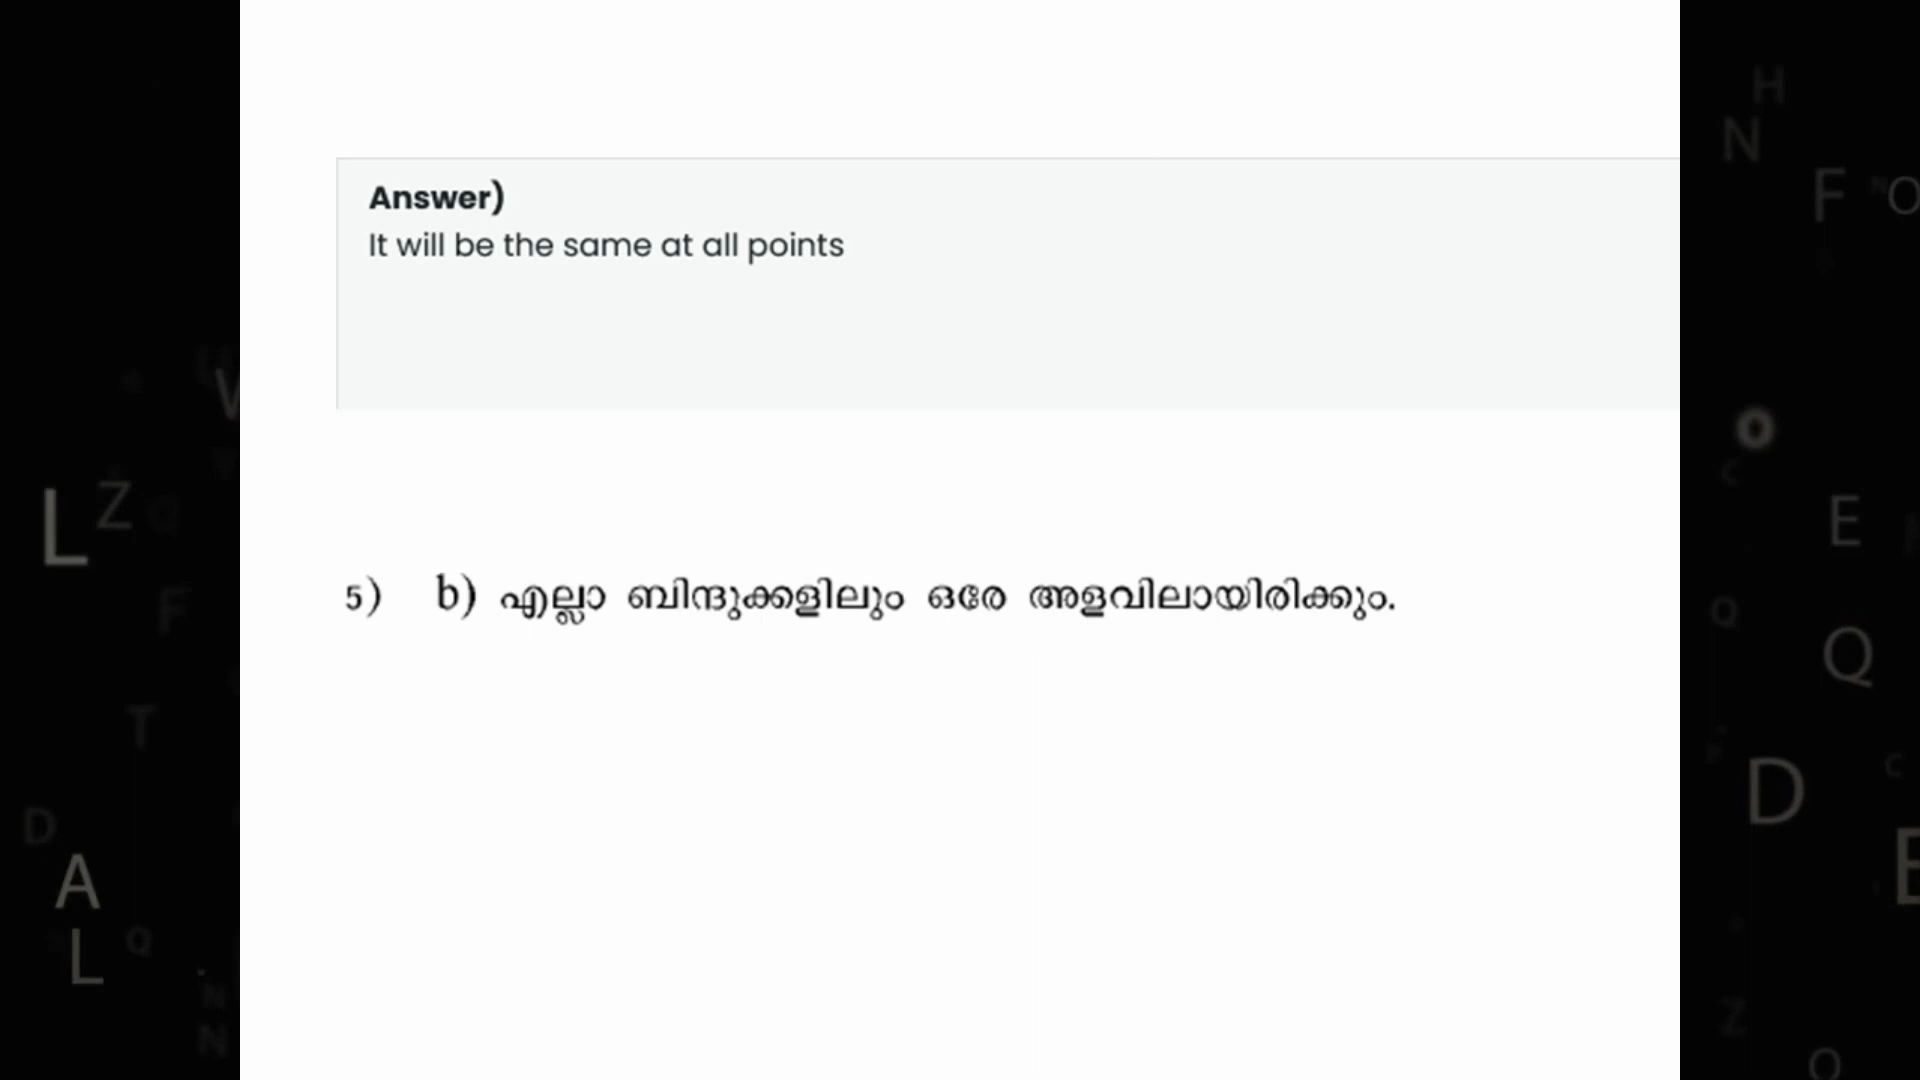 Answer)
It will be the same at all points
5) b) എല്ലാ ബിന്ദുക്കളിലും ഒരേ അളവിലായിരിക്കും.